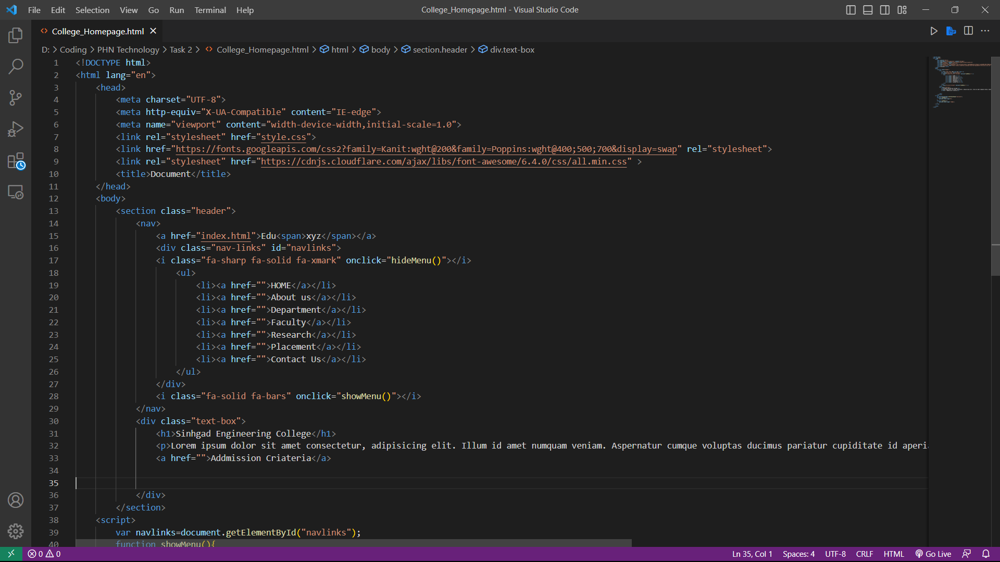 File Edit Selection View Go Run Terminal Help College_Homepage.html - Visual Studio Code
College_Homepage.html
D: > Coding > PHN Technology > Task 2 > College_Homepage.html > html > body > section.header > div.text-box
1 <!DOCTYPE html>
2 <html lang="en">
3 <head>
4 <meta charset="UTF-8">
5 <meta http-equiv="X-UA-Compatible" content="IE-edge">
6 <meta name="viewport" content="width-device-width,initial-scale=1.0">
7 <link rel="stylesheet" href="style.css">
8 <link href="https://fonts.googleapis.com/css2?family=Kanit:wght@200&family=Poppins:wght@400;500;700&display=swap" rel="stylesheet">
9 <link rel="stylesheet" href="https://cdnjs.cloudflare.com/ajax/libs/font-awesome/6.4.0/css/all.min.css" >
10 <title>Document</title>
11 </head>
12 <body>
13 <section class="header">
14 <nav>
15 <a href="index.html">Edu<span>xyz</span></a>
16 <div class="nav-links" id="navlinks">
17 <i class="fa-sharp fa-solid fa-xmark" onclick="hideMenu()"></i>
18 <ul>
19 <li><a href="">HOME</a></li>
20 <li><a href="">About us</a></li>
21 <li><a href="">Department</a></li>
22 <li><a href="">Faculty</a></li>
23 <li><a href="">Research</a></li>
24 <li><a href="">Placement</a></li>
25 <li><a href="">Contact Us</a></li>
26 </ul>
27 </div>
28 <i class="fa-solid fa-bars" onclick="showMenu()"></i>
29 </nav>
30 <div class="text-box">
31 <h1>Sinhgad Engineering College</h1>
32 <p>Lorem ipsum dolor sit amet consectetur, adipisicing elit. Illum id amet numquam veniam. Aspernatur cumque voluptas ducimus pariatur cupiditate id aperi
33 <a href="">Addmission Criateria</a>
34
35
36 </div>
37 </section>
38 <script>
39 var navlinks=document.getElementById("navlinks");
40 function showMenu(){
0 0 Ln 35, Col 1 Spaces: 4 UTF-8 CRLF HTML Go Live